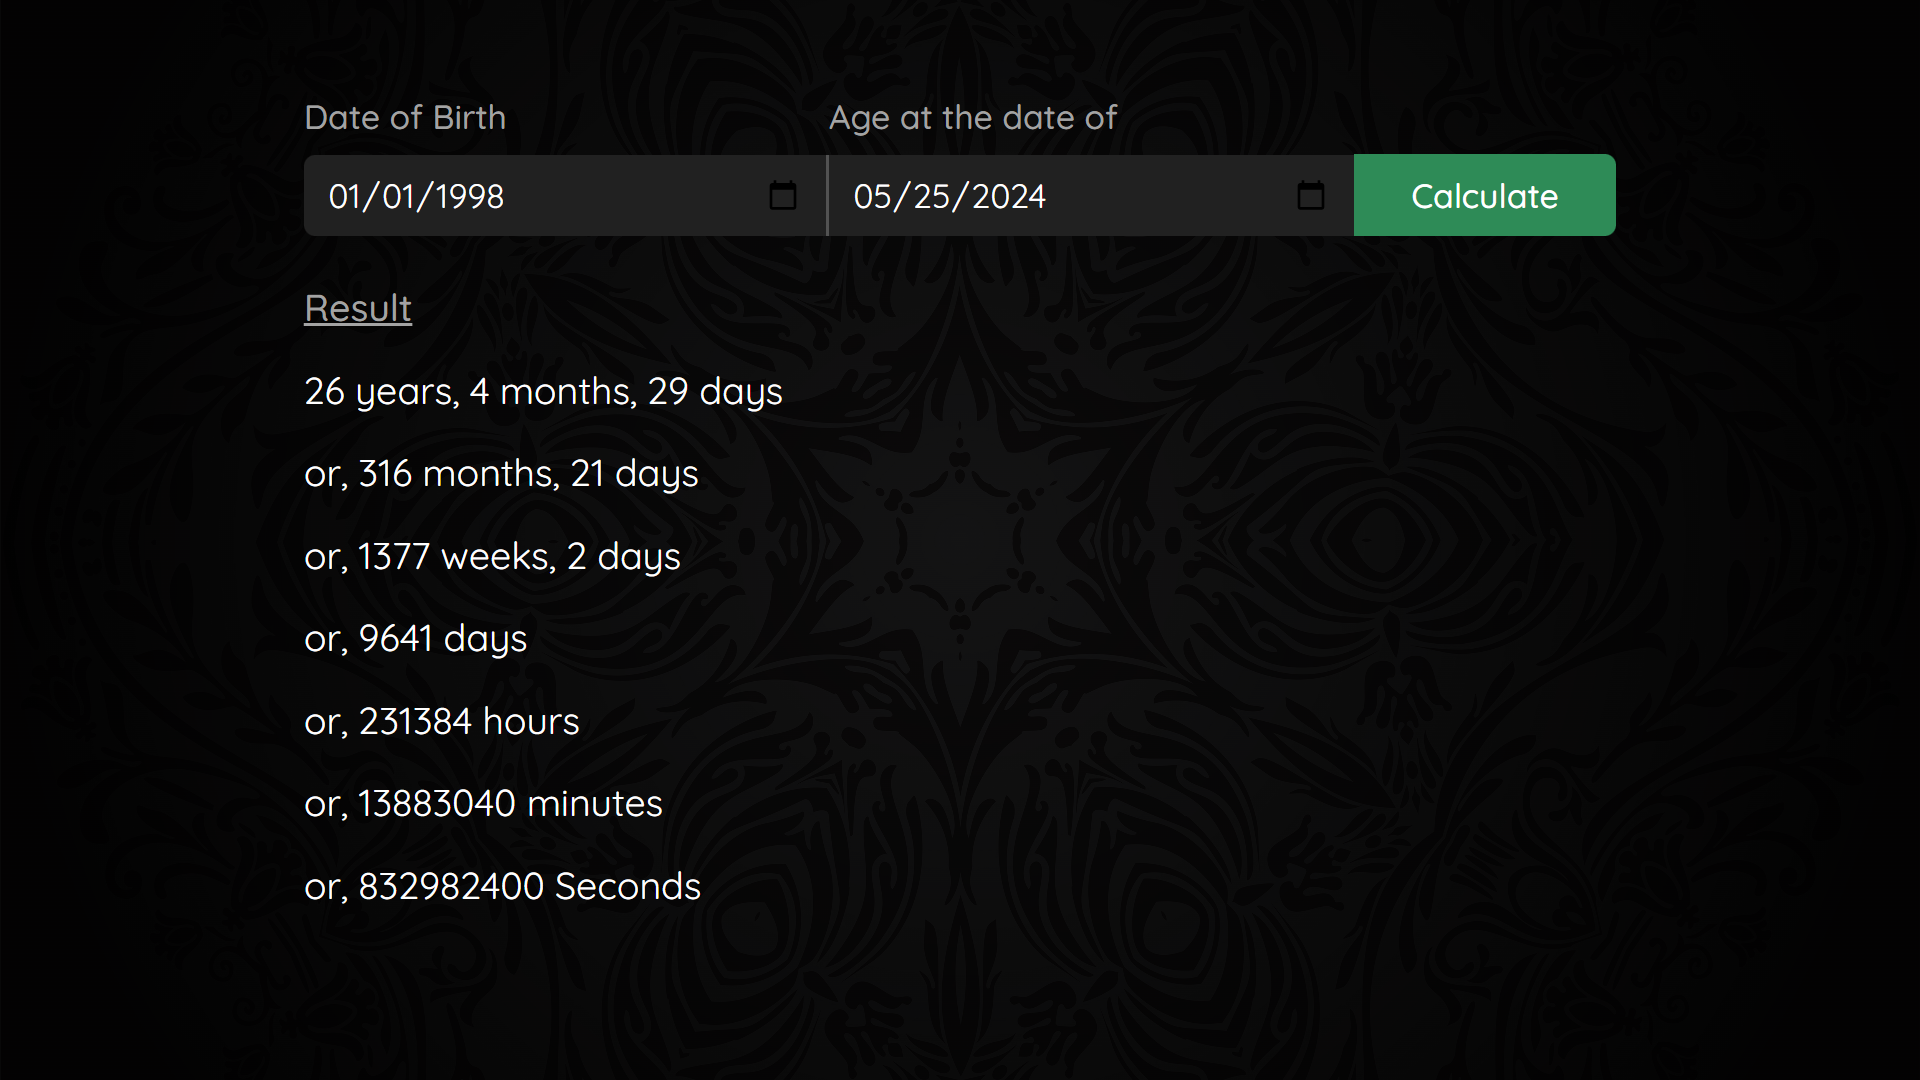 Date of Birth
Age at the date of
01/01/1998
05/25/2024
Calculate
Result
26 years, 4 months, 29 days
or, 316 months, 21 days
or, 1377 weeks, 2 days
or, 9641 days
or, 231384 hours
or, 13883040 minutes
or, 832982400 Seconds